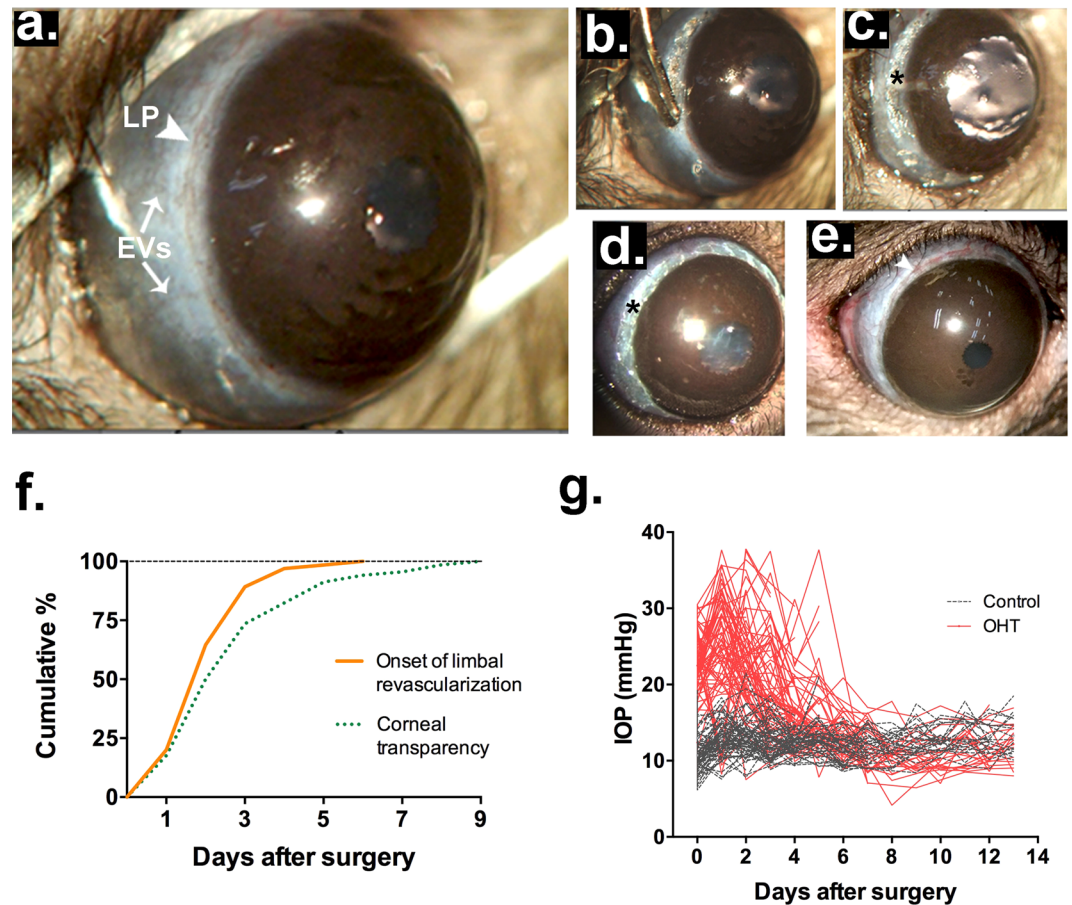 a.
LP
EVs
b.
c.
*
d.
*
e.
f.
100
75
50
25
0
Cumulative %
Onset of limbal
revascularization
Corneal
transparency
1 3 5 7 9
Days after surgery
g.
40
30
20
10
0
IOP (mmHg)
Control
OHT
0 2 4 6 8 10 12 14
Days after surgery